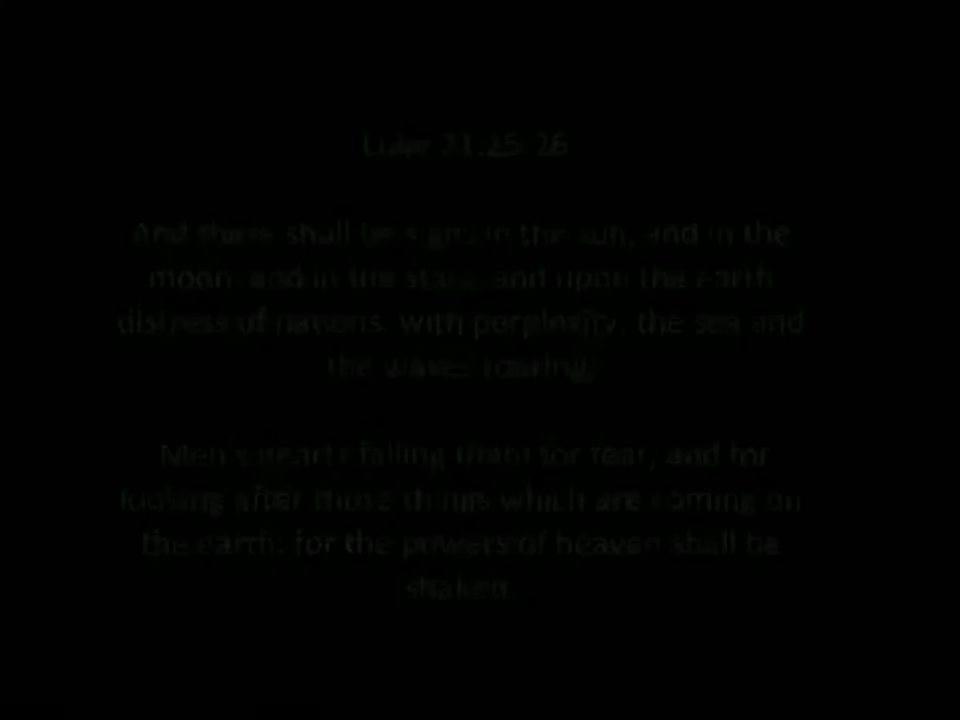 Luke 21:25-26
And there shall be signs in the sun, and in the
moon, and in the stars; and upon the earth
distress of nations, with perplexity; the sea and
the waves roaring;
Men's hearts failing them for fear, and for
looking after those things which are coming on
the earth: for the powers of heaven shall be
shaken.